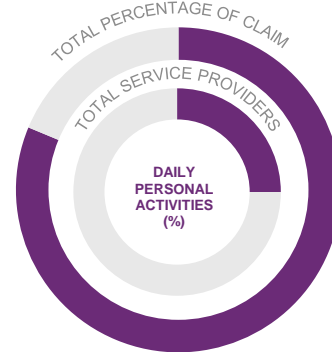 TOTAL PERCENTAGE OF CLAIM
TOTAL SERVICE PROVIDERS
DAILY
PERSONAL
ACTIVITIES
(%)